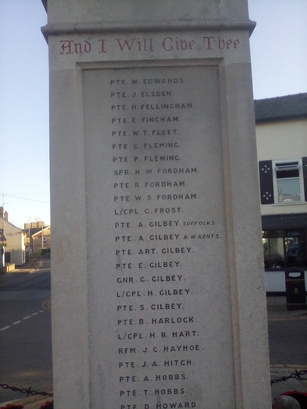 And I Will Give Thee
PTE. W. EDWARDS.
PTE. J. ELSDEN.
PTE. H. FELLINGHAM.
PTE. E. FINCHAM.
PTE. W. T. FLEET.
PTE. C. FLEMING.
PTE. P. FLEMING.
SPR. H. W. FORDHAM.
PTE. R. FORDHAM.
PTE. W. S. FORDHAM.
L/CPL. C. FROST.
PTE. A. GILBEY. SUFFOLKS.
PTE. A. GILBEY. R.W.KENTS.
PTE. ART. GILBEY.
PTE. E. GILBEY.
GNR. G. GILBEY.
L/CPL. H. GILBEY.
PTE. S. GILBEY.
PTE. B. HARLOCK.
L/CPL. H. R. HART.
RFM. J. C. HAYHOE.
PTE. J. A. HITCH.
PTE. A. HOBBS.
PTE. T. HOBBS.
PTE. D. HOWARD.